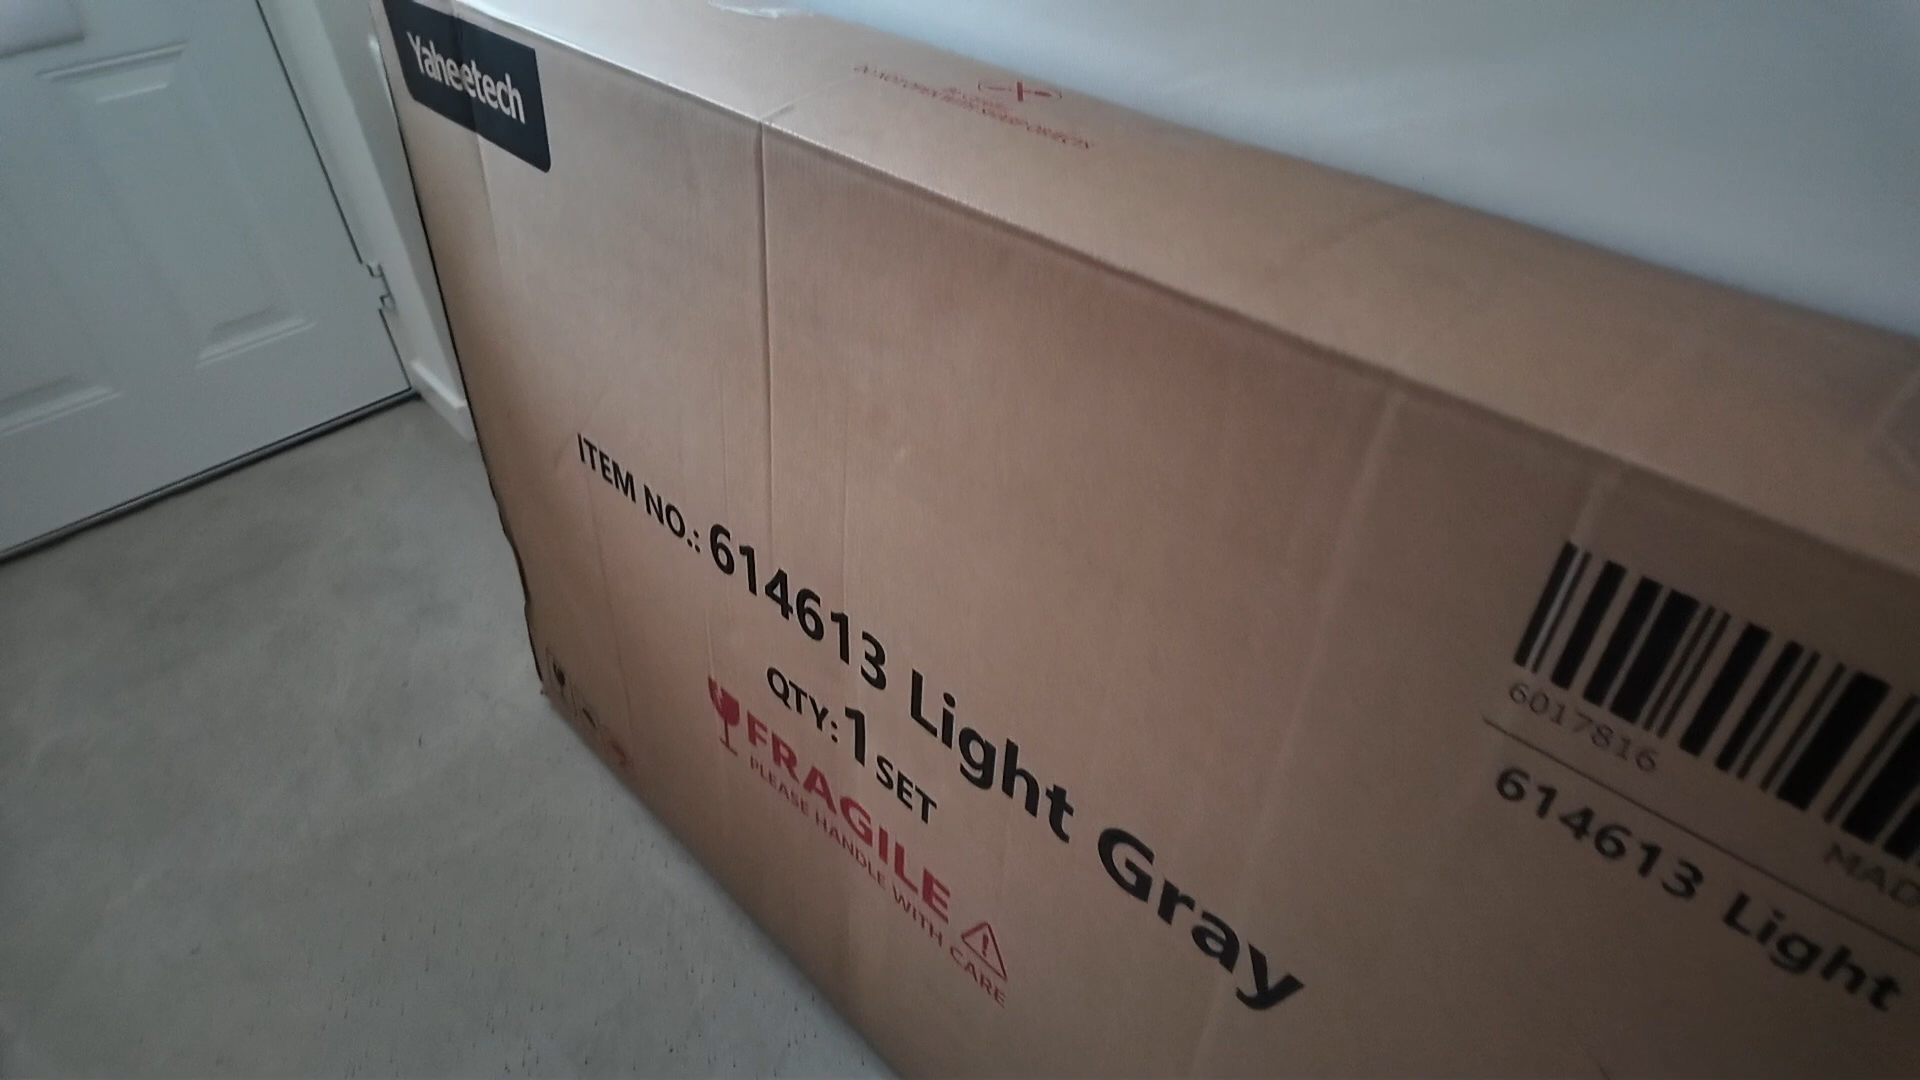 Yaheetech
ITEM NO.: 614613 Light Gray
QTY: 1 SET
FRAGILE
PLEASE HANDLE WITH CARE
6017816
614613 Light